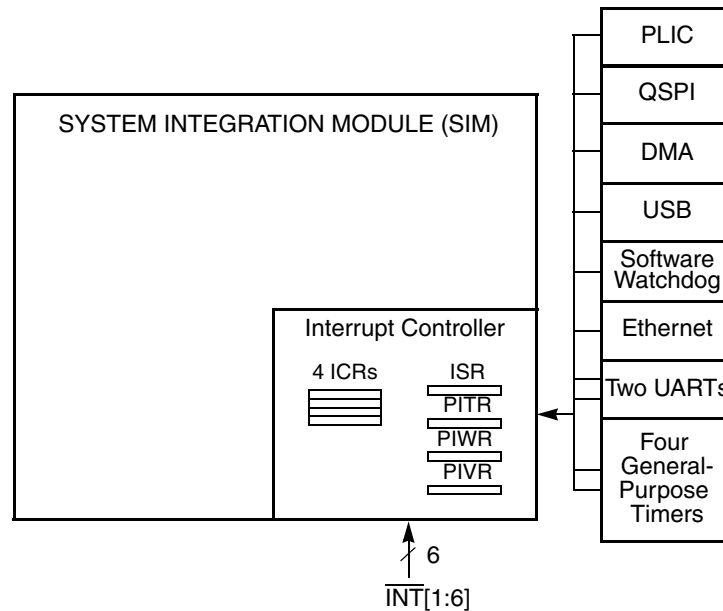 SYSTEM INTEGRATION MODULE (SIM)
Interrupt Controller
4 ICRs
ISR
PITR
PIWR
PIVR
6
INT[1:6]
PLIC
QSPI
DMA
USB
Software
Watchdog
Ethernet
Two UARTs
Four
General-
Purpose
Timers